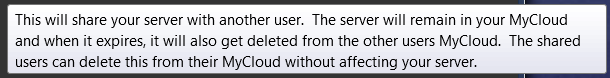 This will share your server with another user.  The server will remain in your MyCloud
and when it expires, it will also get deleted from the other users MyCloud.  The shared
users can delete this from their MyCloud without affecting your server.